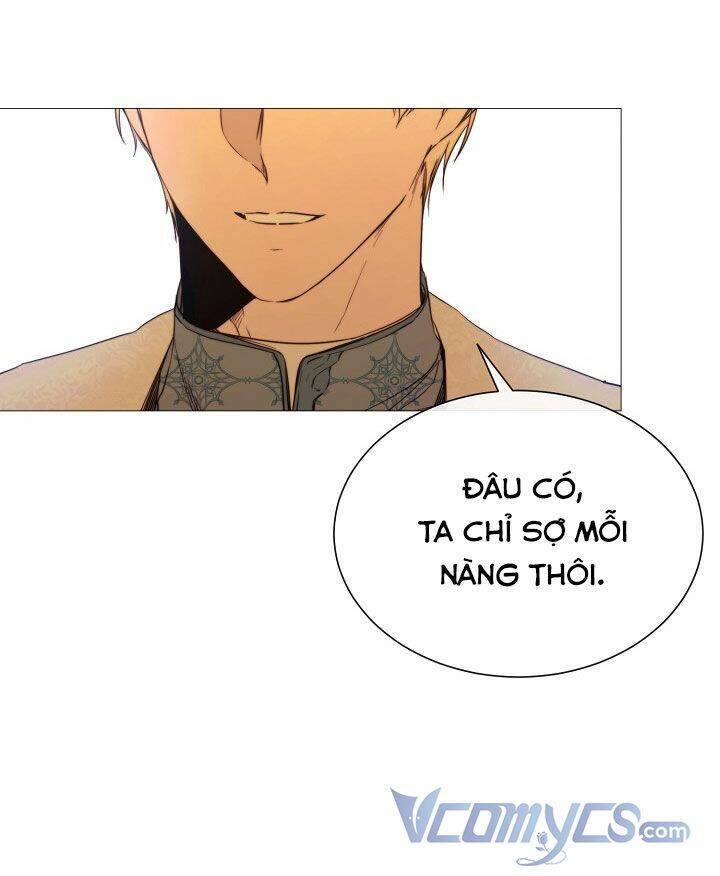 ĐÂU CÓ,
TA CHỈ SỢ MỖI
NÀNG THÔI.
VCOMYCS.com